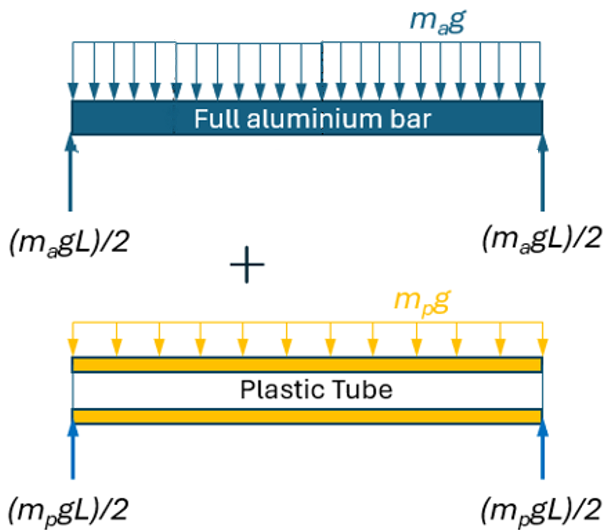 mₐg
Full aluminium bar
(mₐgL)/2
(mₐgL)/2
+
mₚg
Plastic Tube
(mₚgL)/2
(mₚgL)/2